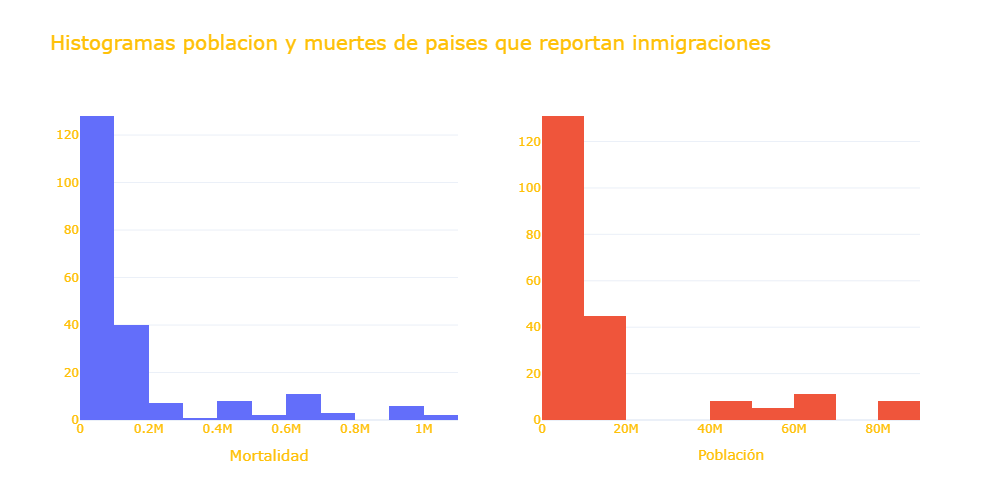 Histogramas poblacion y muertes de paises que reportan inmigraciones
120
100
80
60
40
20
0
0 0.2M 0.4M 0.6M 0.8M 1M
Mortalidad
120
100
80
60
40
20
0
0 20M 40M 60M 80M
Población